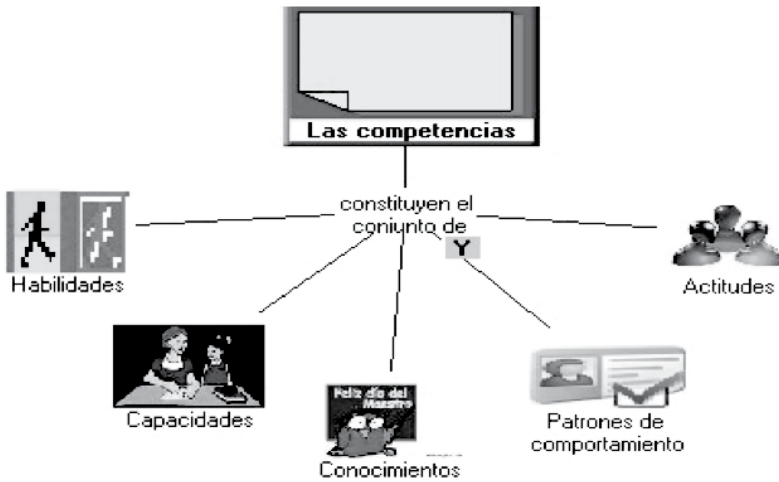 Las competencias
constituyen el
conjunto de
Y
Habilidades
Actitudes
Capacidades
Feliz día del
Maestro
Conocimientos
Patrones de
comportamiento